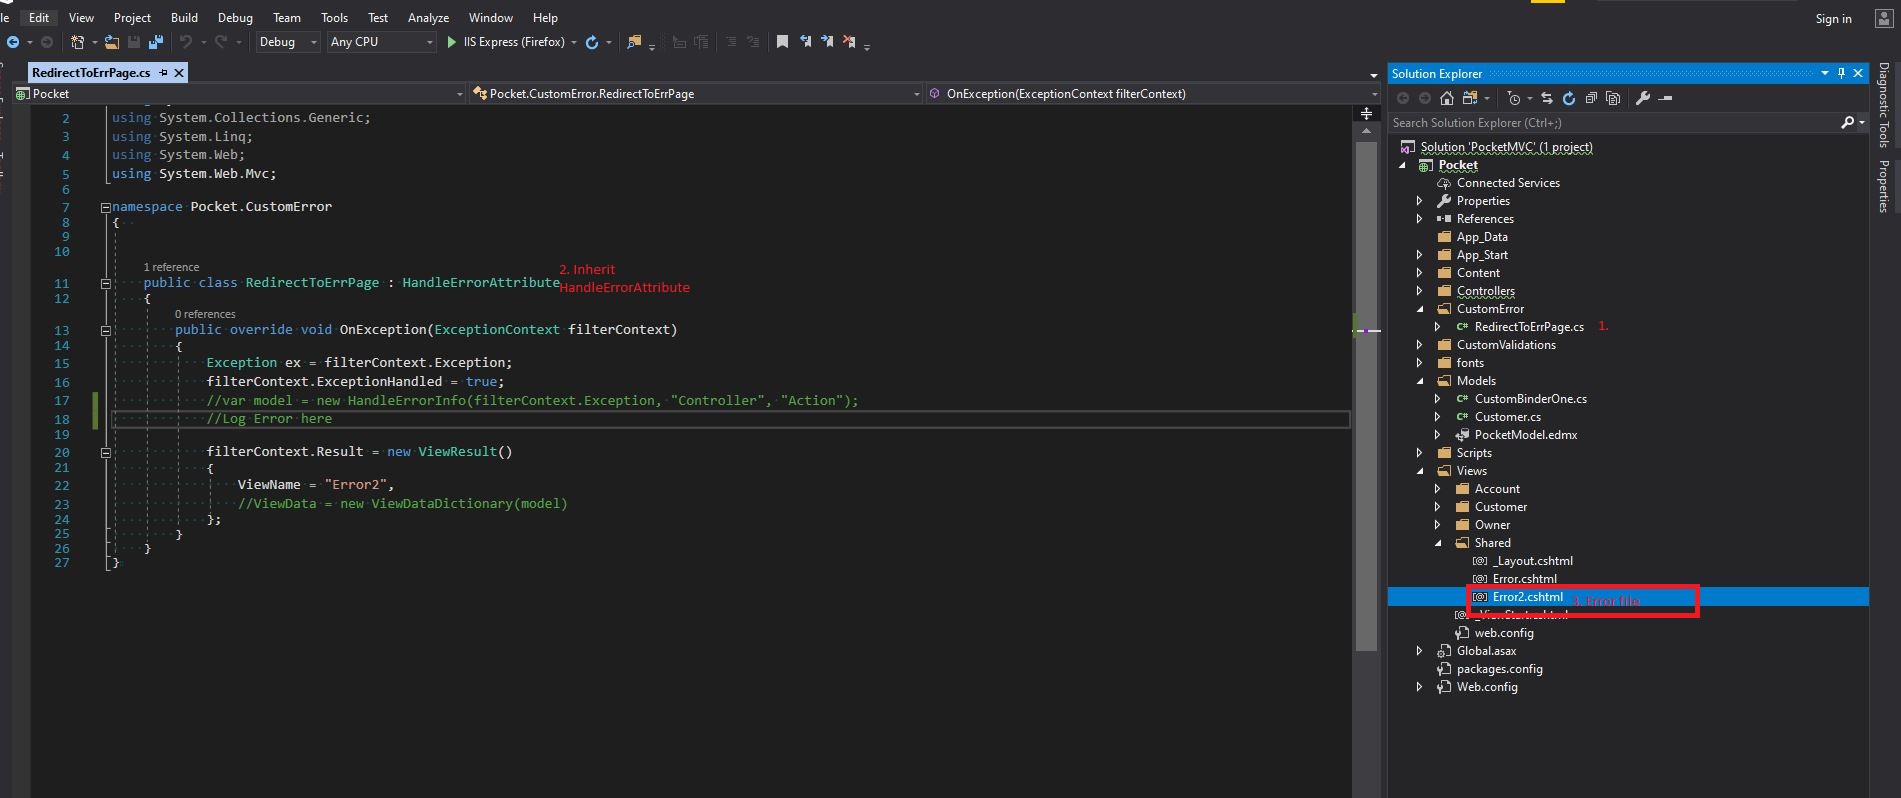 Edit View Project Build Debug Team Tools Test Analyze Window Help
Sign in
Debug Any CPU IIS Express (Firefox)
RedirectToErrPage.cs
Pocket Pocket.CustomError.RedirectToErrPage OnException(ExceptionContext filterContext)
2 using System.Collections.Generic;
3 using System.Linq;
4 using System.Web;
5 using System.Web.Mvc;
6
7 namespace Pocket.CustomError
8 {
9
10
1 reference
11 public class RedirectToErrPage : HandleErrorAttribute
2. Inherit
HandleErrorAttribute
12 {
0 references
13 public override void OnException(ExceptionContext filterContext)
14 {
15 Exception ex = filterContext.Exception;
16 filterContext.ExceptionHandled = true;
17 //var model = new HandleErrorInfo(filterContext.Exception, "Controller", "Action");
18 //Log Error here
19
20 filterContext.Result = new ViewResult()
21 {
22 ViewName = "Error2",
23 //ViewData = new ViewDataDictionary(model)
24 };
25 }
26 }
27 }
Solution Explorer
Search Solution Explorer (Ctrl+;)
Solution 'PocketMVC' (1 project)
Pocket
Connected Services
Properties
References
App_Data
App_Start
Content
Controllers
CustomError
RedirectToErrPage.cs 1.
CustomValidations
fonts
Models
CustomBinderOne.cs
Customer.cs
PocketModel.edmx
Scripts
Views
Account
Customer
Owner
Shared
_Layout.cshtml
Error.cshtml
Error2.cshtml 3. Error file
_ViewStart.cshtml
web.config
Global.asax
packages.config
Web.config
Diagnostic Tools
Properties